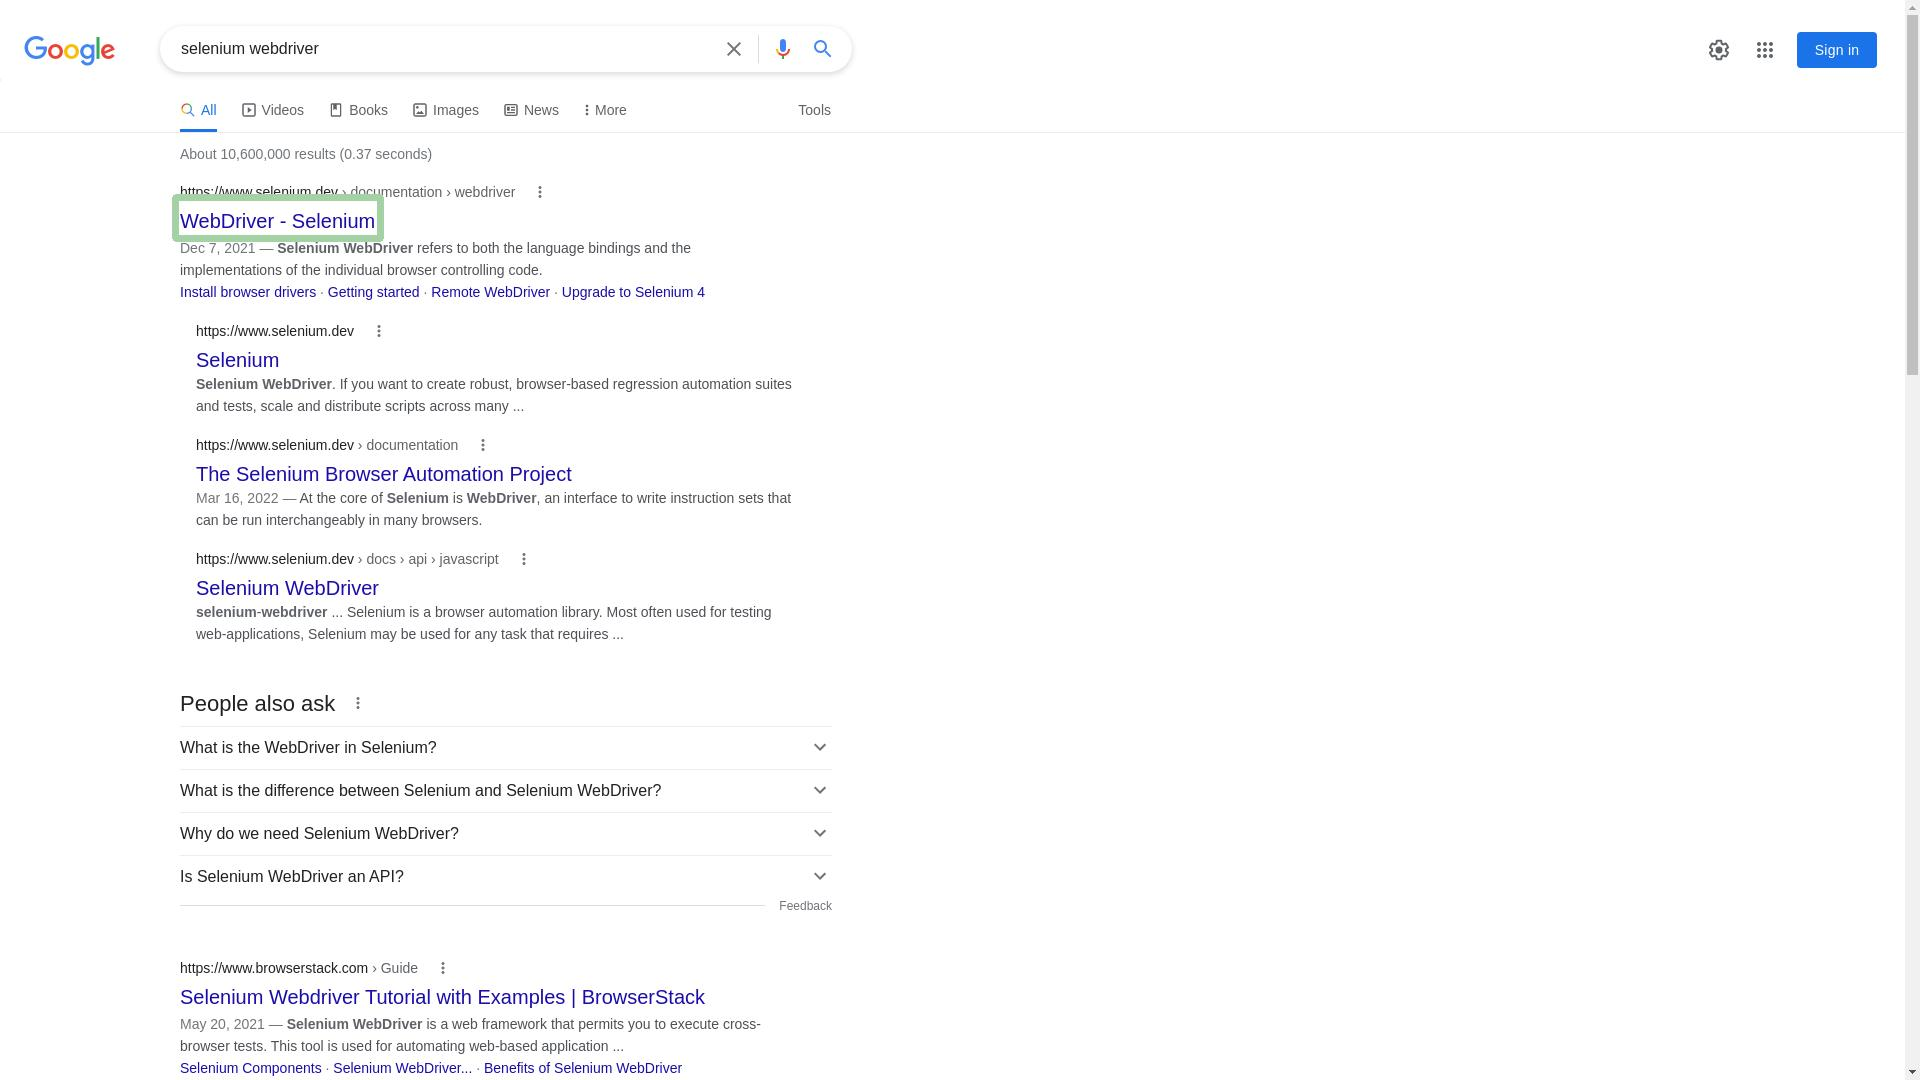 Google
selenium webdriver
Sign in
All Videos Books Images News More Tools
About 10,600,000 results (0.37 seconds)
https://www.selenium.dev › documentation › webdriver
WebDriver - Selenium
Dec 7, 2021 — Selenium WebDriver refers to both the language bindings and the
implementations of the individual browser controlling code.
Install browser drivers · Getting started · Remote WebDriver · Upgrade to Selenium 4
https://www.selenium.dev
Selenium
Selenium WebDriver. If you want to create robust, browser-based regression automation suites
and tests, scale and distribute scripts across many ...
https://www.selenium.dev › documentation
The Selenium Browser Automation Project
Mar 16, 2022 — At the core of Selenium is WebDriver, an interface to write instruction sets that
can be run interchangeably in many browsers.
https://www.selenium.dev › docs › api › javascript
Selenium WebDriver
selenium-webdriver ... Selenium is a browser automation library. Most often used for testing
web-applications, Selenium may be used for any task that requires ...
People also ask
What is the WebDriver in Selenium?
What is the difference between Selenium and Selenium WebDriver?
Why do we need Selenium WebDriver?
Is Selenium WebDriver an API?
Feedback
https://www.browserstack.com › Guide
Selenium Webdriver Tutorial with Examples | BrowserStack
May 20, 2021 — Selenium WebDriver is a web framework that permits you to execute cross-
browser tests. This tool is used for automating web-based application ...
Selenium Components · Selenium WebDriver... · Benefits of Selenium WebDriver